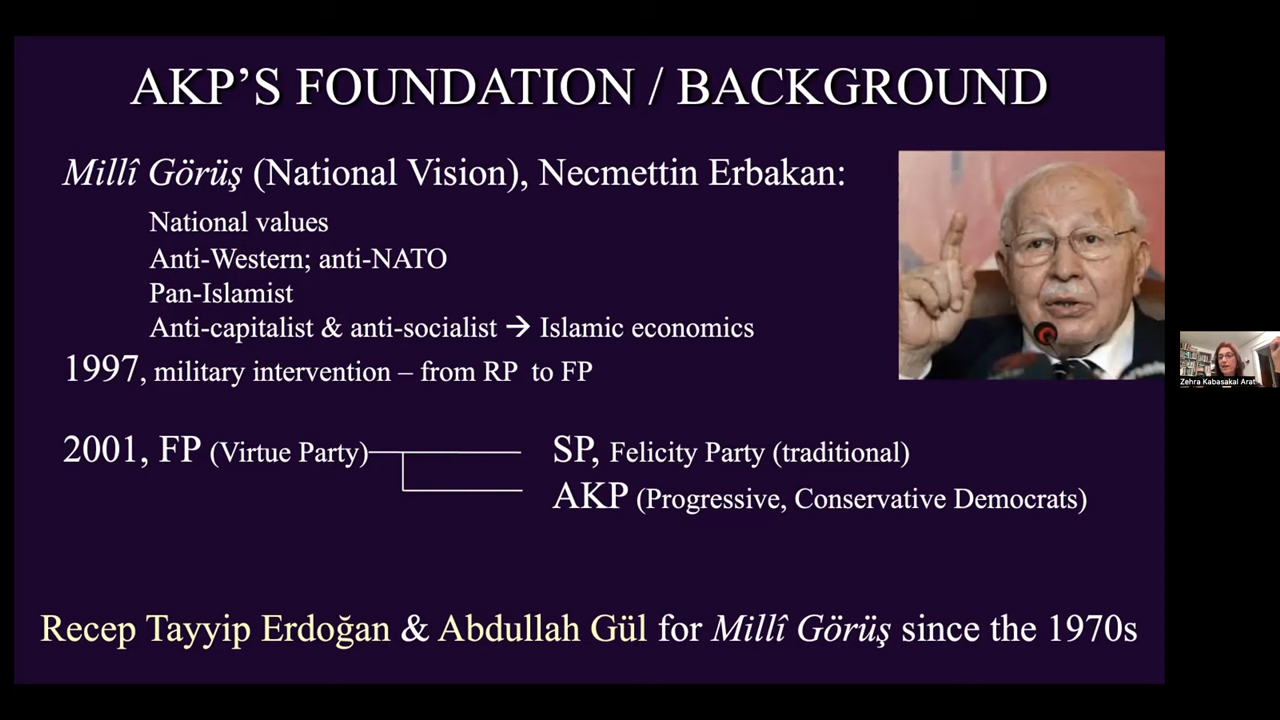 AKP'S FOUNDATION / BACKGROUND
Millî Görüş (National Vision), Necmettin Erbakan:
National values
Anti-Western; anti-NATO
Pan-Islamist
Anti-capitalist & anti-socialist → Islamic economics
1997, military intervention – from RP to FP
2001, FP (Virtue Party)
SP, Felicity Party (traditional)
AKP (Progressive, Conservative Democrats)
Recep Tayyip Erdoğan & Abdullah Gül for Millî Görüş since the 1970s
Zehra Kabasakal Arat